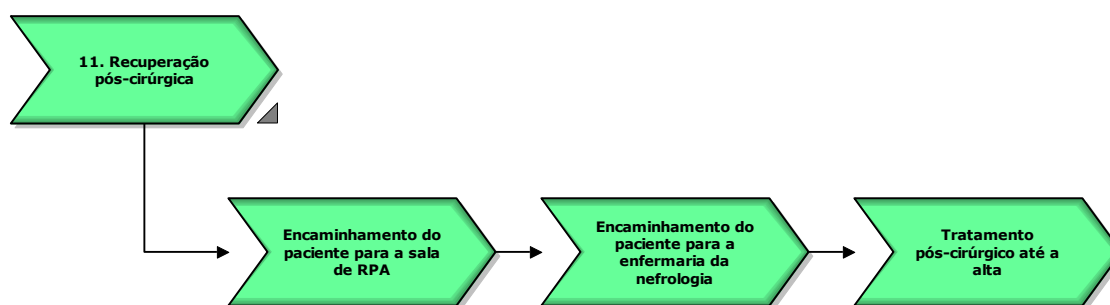 11. Recuperação
pós-cirúrgica
Encaminhamento do
paciente para a sala
de RPA
Encaminhamento do
paciente para a
enfermaria da
nefrologia
Tratamento
pós-cirúrgico até a
alta